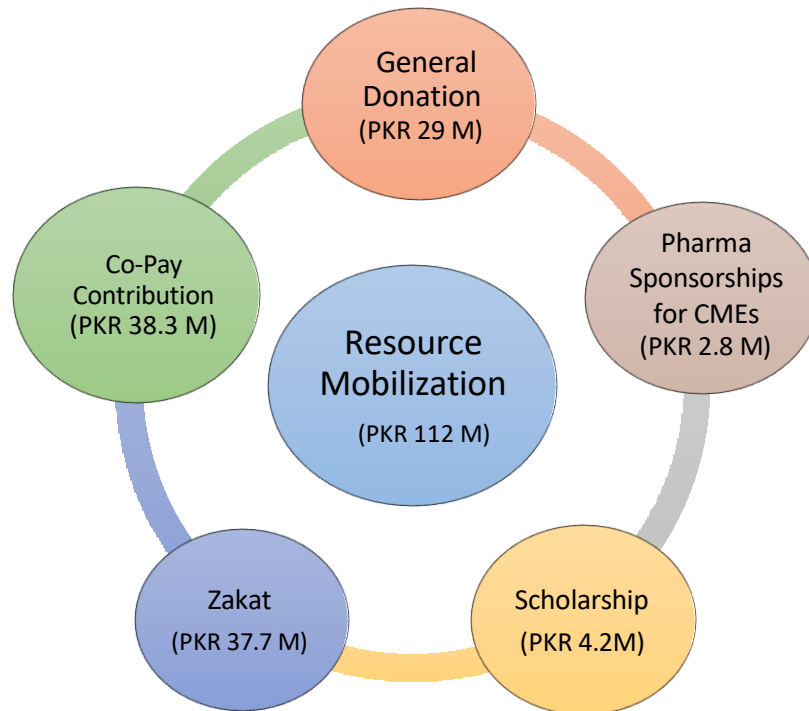 General
Donation
(PKR 29 M)
Pharma
Sponsorships
for CMEs
(PKR 2.8 M)
Co-Pay
Contribution
(PKR 38.3 M)
Resource
Mobilization
(PKR 112 M)
Zakat
(PKR 37.7 M)
Scholarship
(PKR 4.2M)